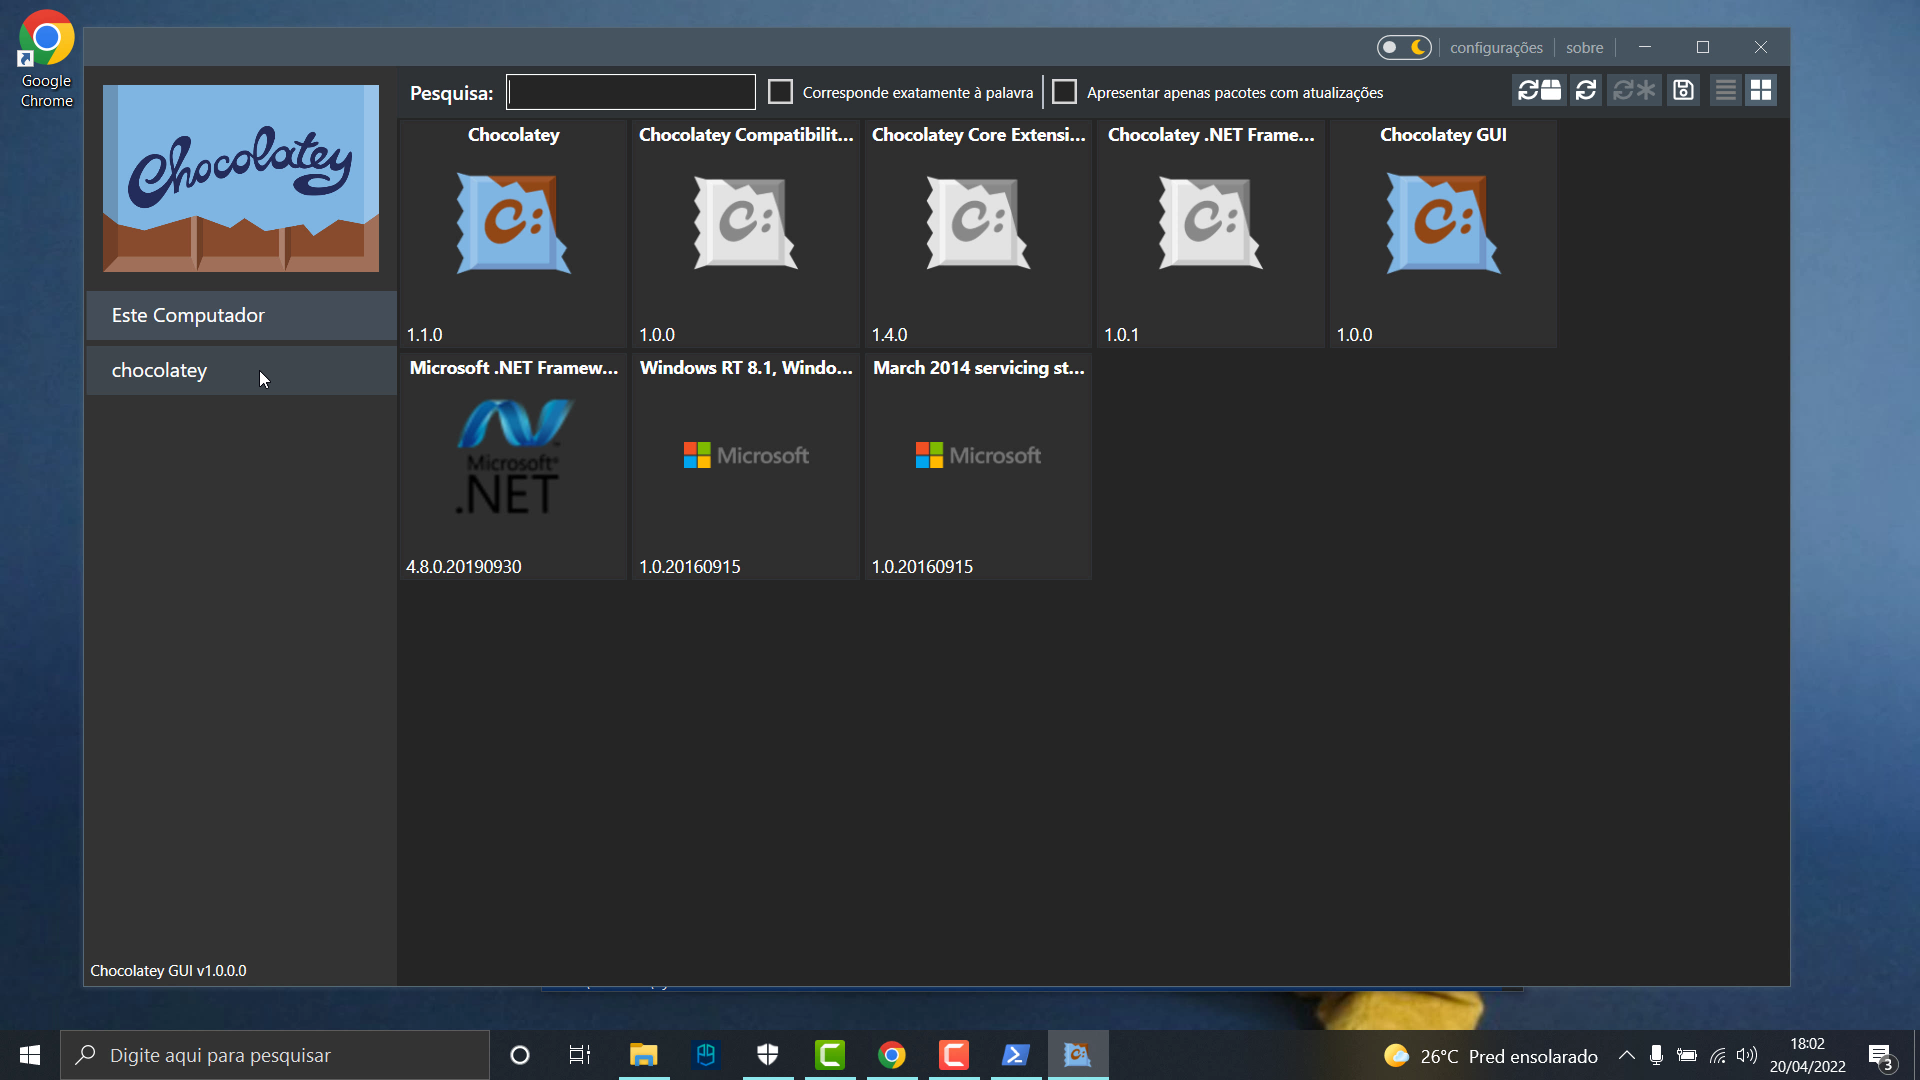 Google
Chrome
configurações
sobre
Chocolatey
Pesquisa:
Corresponde exatamente à palavra
Apresentar apenas pacotes com atualizações
Este Computador
chocolatey
Chocolatey
1.1.0
Chocolatey Compatibilit...
1.0.0
Chocolatey Core Extensi...
1.4.0
Chocolatey .NET Frame...
1.0.1
Chocolatey GUI
1.0.0
Microsoft .NET Framew...
Microsoft
.NET
4.8.0.20190930
Windows RT 8.1, Windo...
Microsoft
1.0.20160915
March 2014 servicing st...
Microsoft
1.0.20160915
Chocolatey GUI v1.0.0.0
Digite aqui para pesquisar
26°C Pred ensolarado
18:02
20/04/2022
3